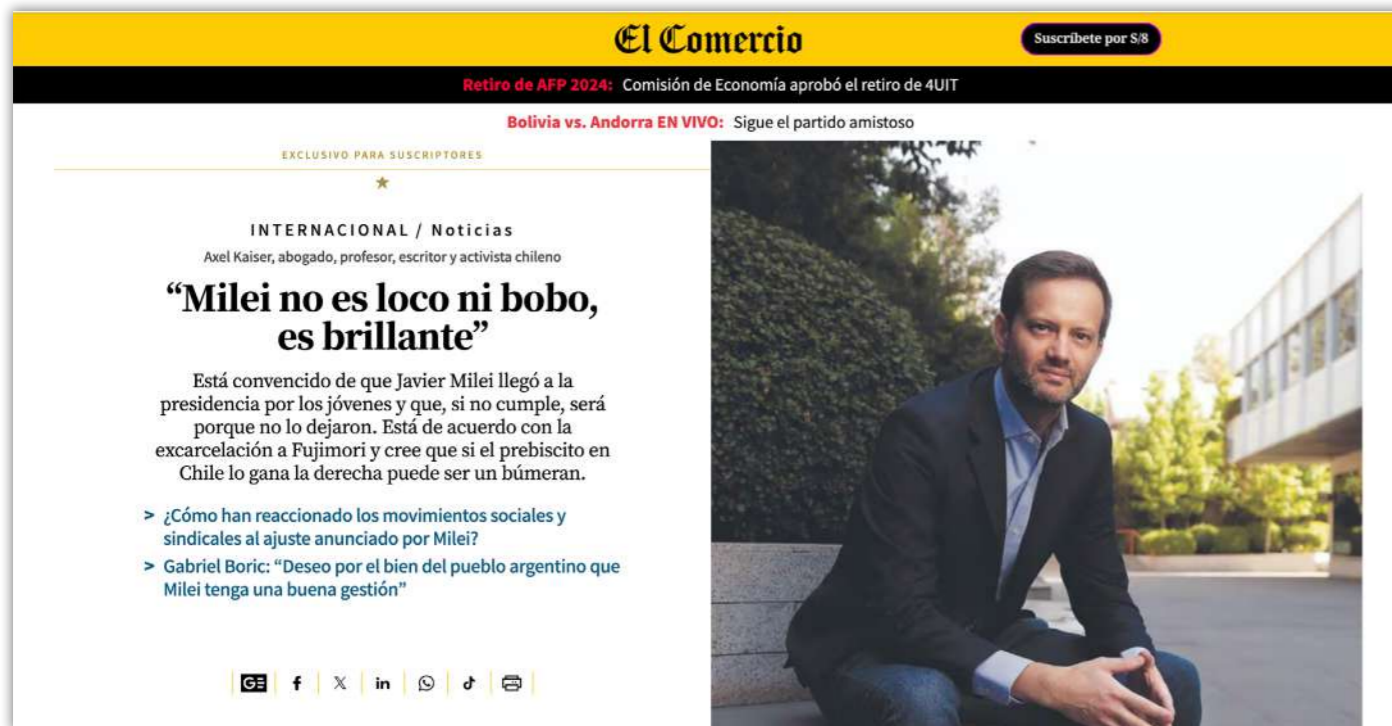 El Comercio
Suscríbete por S/8
Retiro de AFP 2024: Comisión de Economía aprobó el retiro de 4UIT
Bolivia vs. Andorra EN VIVO: Sigue el partido amistoso
EXCLUSIVO PARA SUSCRIPTORES
INTERNACIONAL / Noticias
Axel Kaiser, abogado, profesor, escritor y activista chileno
“Milei no es loco ni bobo,
es brillante”
Está convencido de que Javier Milei llegó a la
presidencia por los jóvenes y que, si no cumple, será
porque no lo dejaron. Está de acuerdo con la
excarcelación a Fujimori y cree que si el prebiscito en
Chile lo gana la derecha puede ser un búmeran.
> ¿Cómo han reaccionado los movimientos sociales y
sindicales al ajuste anunciado por Milei?
> Gabriel Boric: “Deseo por el bien del pueblo argentino que
Milei tenga una buena gestión”
GE f X in